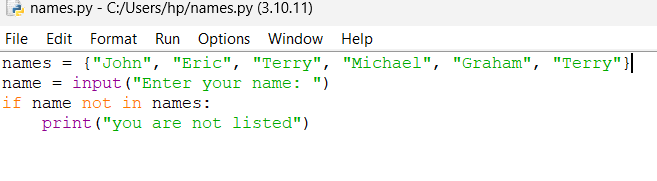 names.py - C:/Users/hp/names.py (3.10.11)
File Edit Format Run Options Window Help
names = {"John", "Eric", "Terry", "Michael", "Graham", "Terry"}
name = input("Enter your name: ")
if name not in names:
    print("you are not listed")